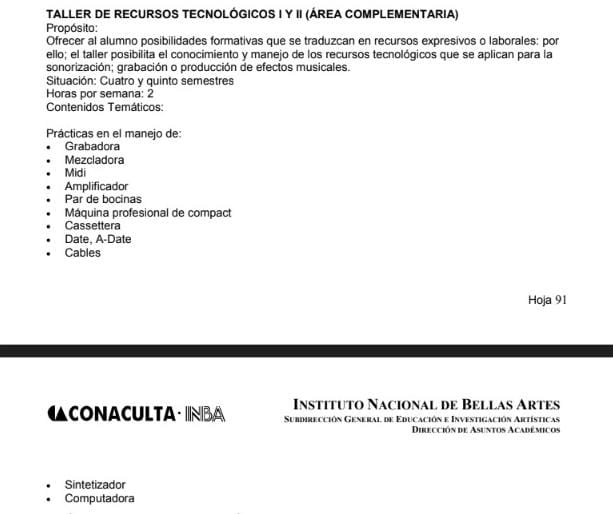 TALLER DE RECURSOS TECNOLÓGICOS I Y II (ÁREA COMPLEMENTARIA)
Propósito:
Ofrecer al alumno posibilidades formativas que se traduzcan en recursos expresivos o laborales: por
ello; el taller posibilita el conocimiento y manejo de los recursos tecnológicos que se aplican para la
sonorización; grabación o producción de efectos musicales.
Situación: Cuatro y quinto semestres
Horas por semana: 2
Contenidos Temáticos:
Prácticas en el manejo de:
• Grabadora
• Mezcladora
• Midi
• Amplificador
• Par de bocinas
• Máquina profesional de compact
• Cassettera
• Date, A-Date
• Cables
Hoja 91
CONACULTA · INBA
INSTITUTO NACIONAL DE BELLAS ARTES
SUBDIRECCIÓN GENERAL DE EDUCACIÓN E INVESTIGACIÓN ARTÍSTICAS
DIRECCIÓN DE ASUNTOS ACADÉMICOS
• Sintetizador
• Computadora